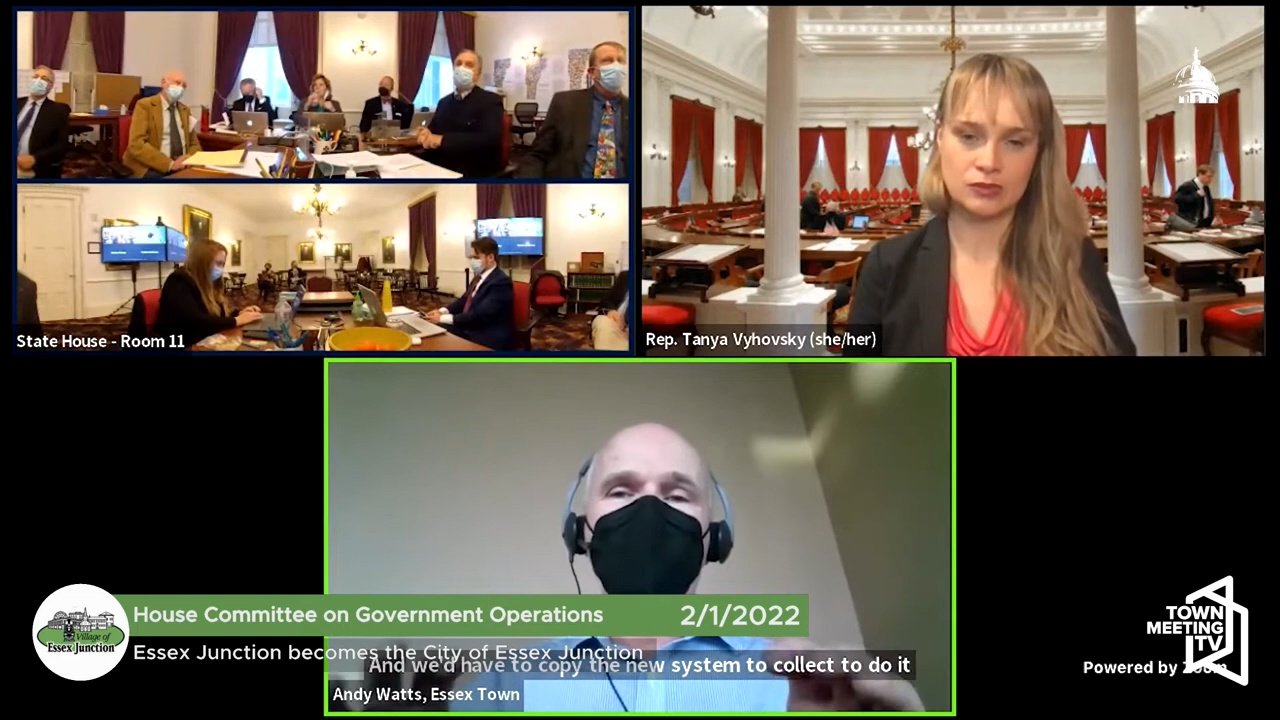 State House - Room 11
Rep. Tanya Vyhovsky (she/her)
House Committee on Government Operations 2/1/2022
Village of
Essex Junction
Essex Junction becomes the City of Essex Junction
And we'd have to copy the new system to collect to do it
Andy Watts, Essex Town
TOWN
MEETING
TV
Powered by Zoom